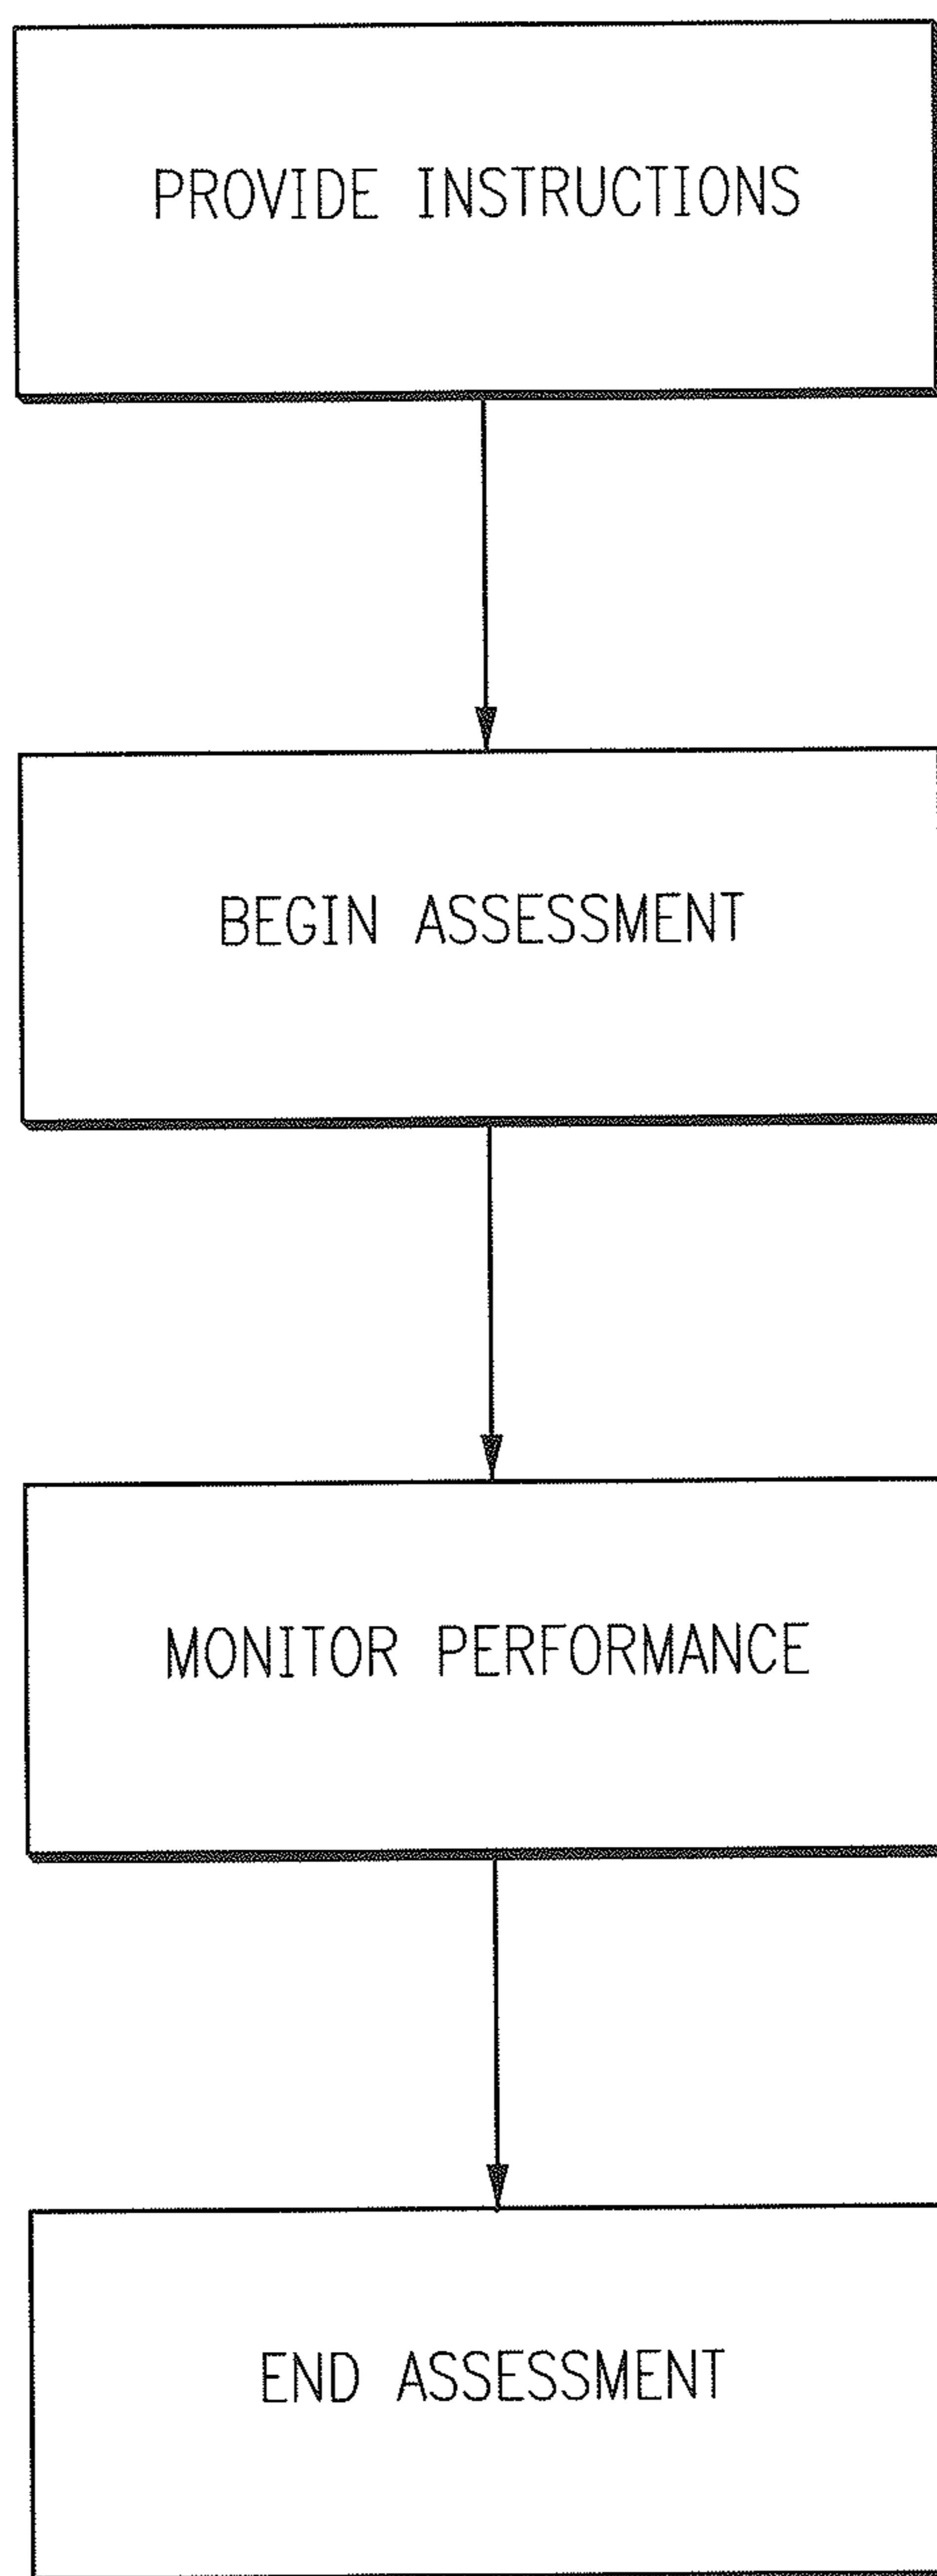 PROVIDE INSTRUCTIONS
BEGIN ASSESSMENT
MONITOR PERFORMANCE
END ASSESSMENT